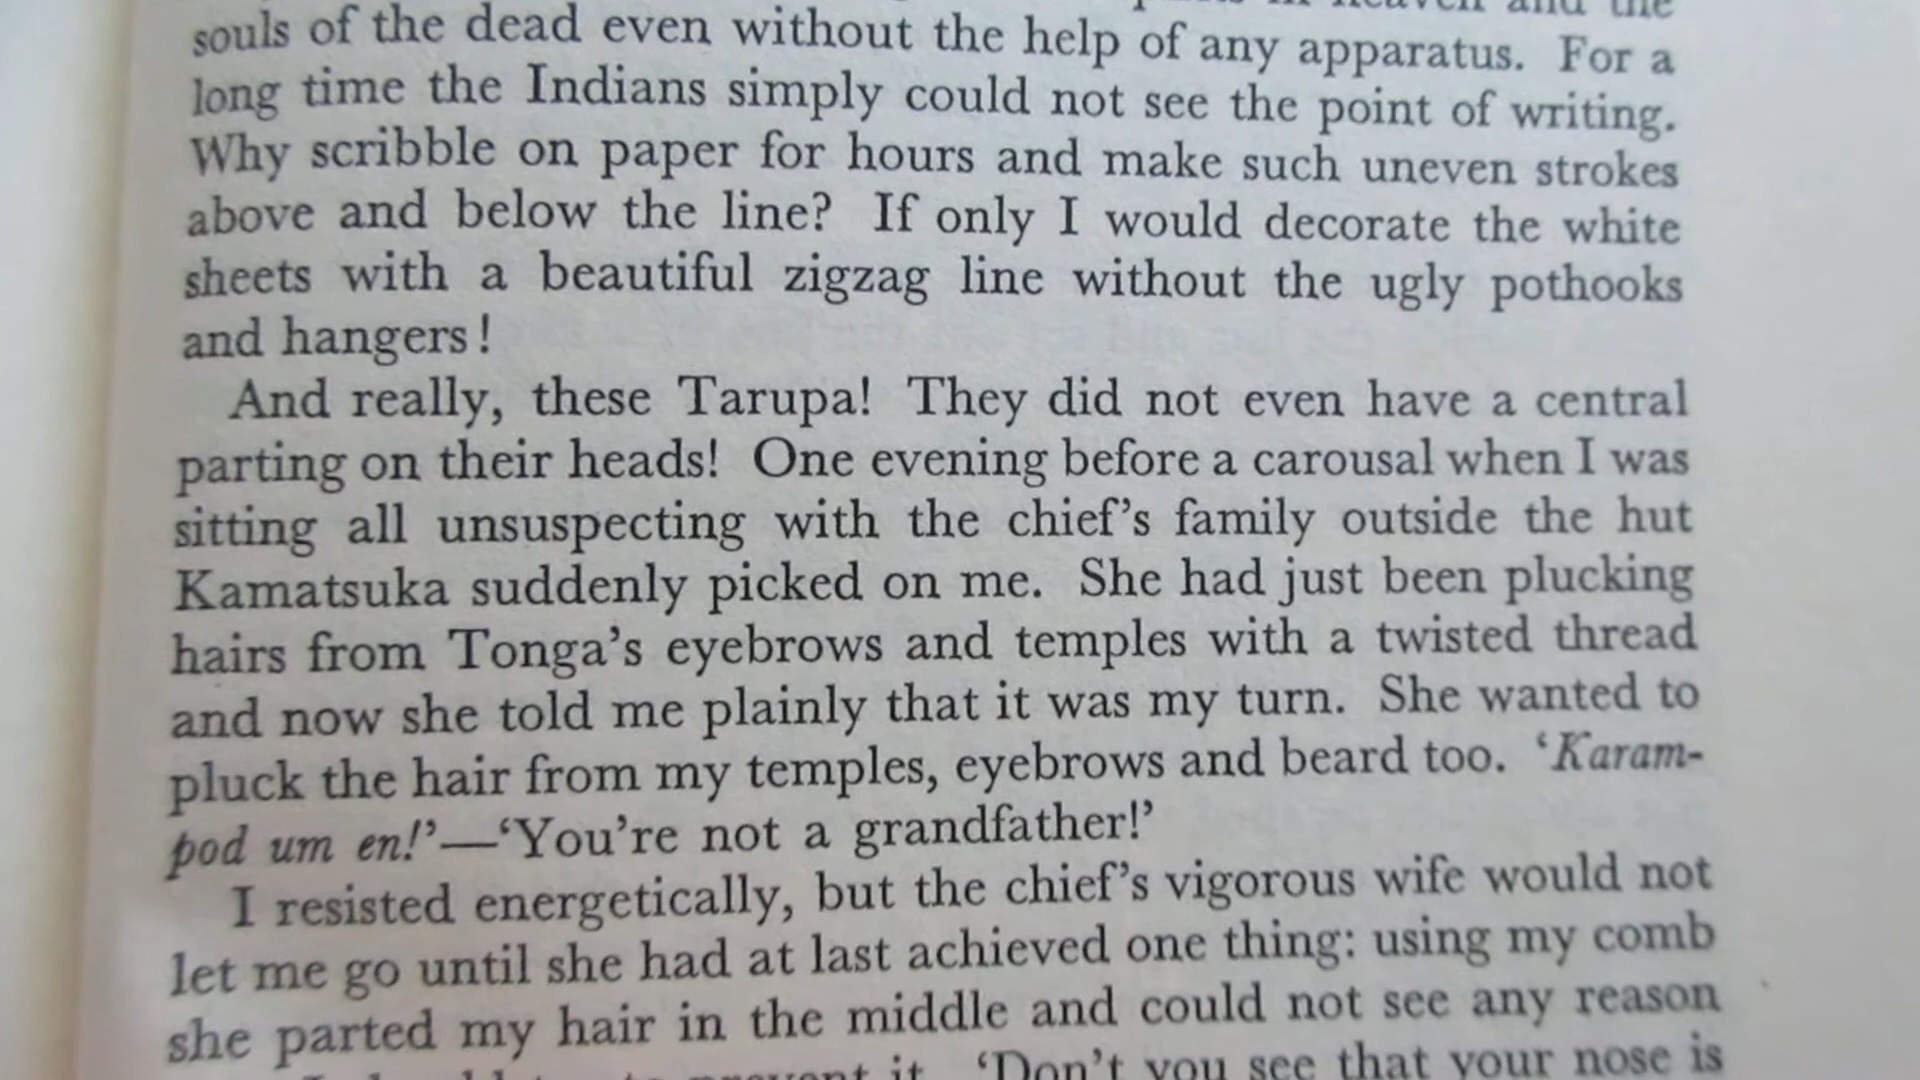 in heaven and the
souls of the dead even without the help of any apparatus. For a
long time the Indians simply could not see the point of writing.
Why scribble on paper for hours and make such uneven strokes
above and below the line? If only I would decorate the white
sheets with a beautiful zigzag line without the ugly pothooks
and hangers!
And really, these Tarupa! They did not even have a central
parting on their heads! One evening before a carousal when I was
sitting all unsuspecting with the chief's family outside the hut
Kamatsuka suddenly picked on me. She had just been plucking
hairs from Tonga's eyebrows and temples with a twisted thread
and now she told me plainly that it was my turn. She wanted to
pluck the hair from my temples, eyebrows and beard too. ‘Karam-
pod um en!’—‘You're not a grandfather!’
I resisted energetically, but the chief's vigorous wife would not
let me go until she had at last achieved one thing: using my comb
she parted my hair in the middle and could not see any reason
it. ‘Don't you see that your nose is